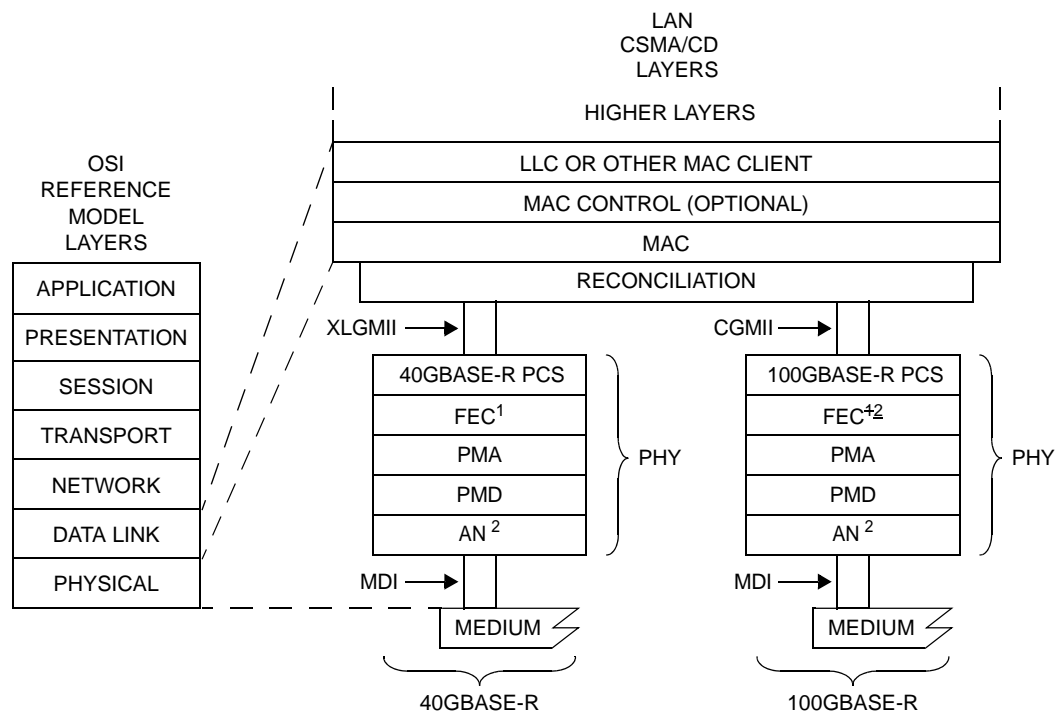 LAN
CSMA/CD
LAYERS
HIGHER LAYERS
OSI
REFERENCE
MODEL
LAYERS
LLC OR OTHER MAC CLIENT
MAC CONTROL (OPTIONAL)
MAC
RECONCILIATION
APPLICATION
PRESENTATION
SESSION
TRANSPORT
NETWORK
DATA LINK
PHYSICAL
XLGMII
40GBASE-R PCS
FEC1
PMA
PMD
AN 2
PHY
MDI
MEDIUM
40GBASE-R
CGMII
100GBASE-R PCS
FEC12
PMA
PMD
AN 2
PHY
MDI
MEDIUM
100GBASE-R